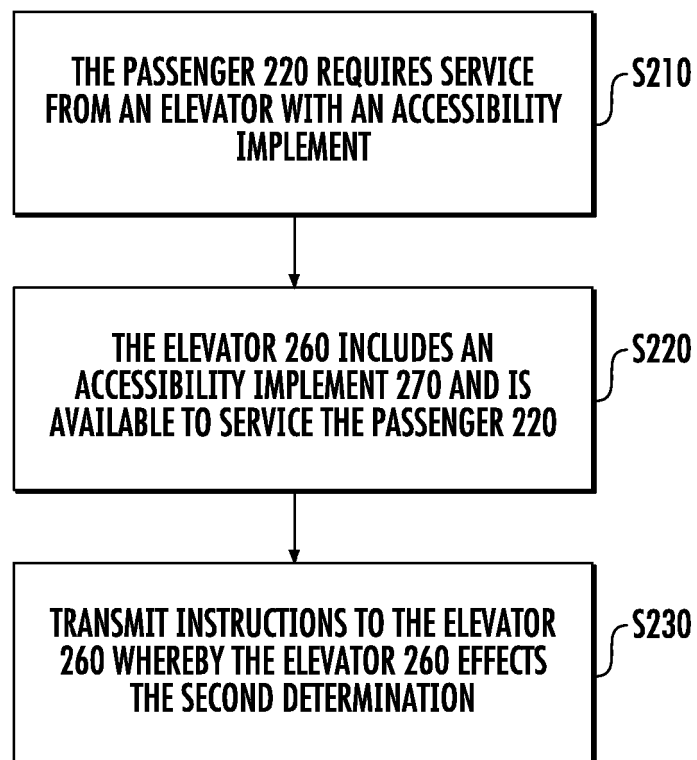 THE PASSENGER 220 REQUIRES SERVICE
FROM AN ELEVATOR WITH AN ACCESSIBILITY
IMPLEMENT
S210
THE ELEVATOR 260 INCLUDES AN
ACCESSIBILITY IMPLEMENT 270 AND IS
AVAILABLE TO SERVICE THE PASSENGER 220
S220
TRANSMIT INSTRUCTIONS TO THE ELEVATOR
260 WHEREBY THE ELEVATOR 260 EFFECTS
THE SECOND DETERMINATION
S230